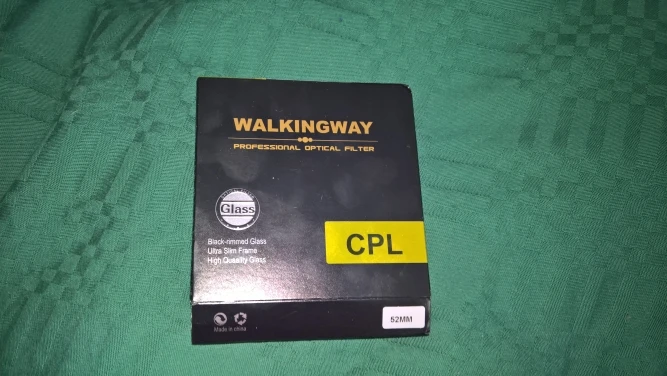 WALKINGWAY
PROFESSIONAL OPTICAL FILTER
Glass
Black-rimmed Glass
Ultra Slim Frame
High Quality Glass
CPL
Made in china
52MM